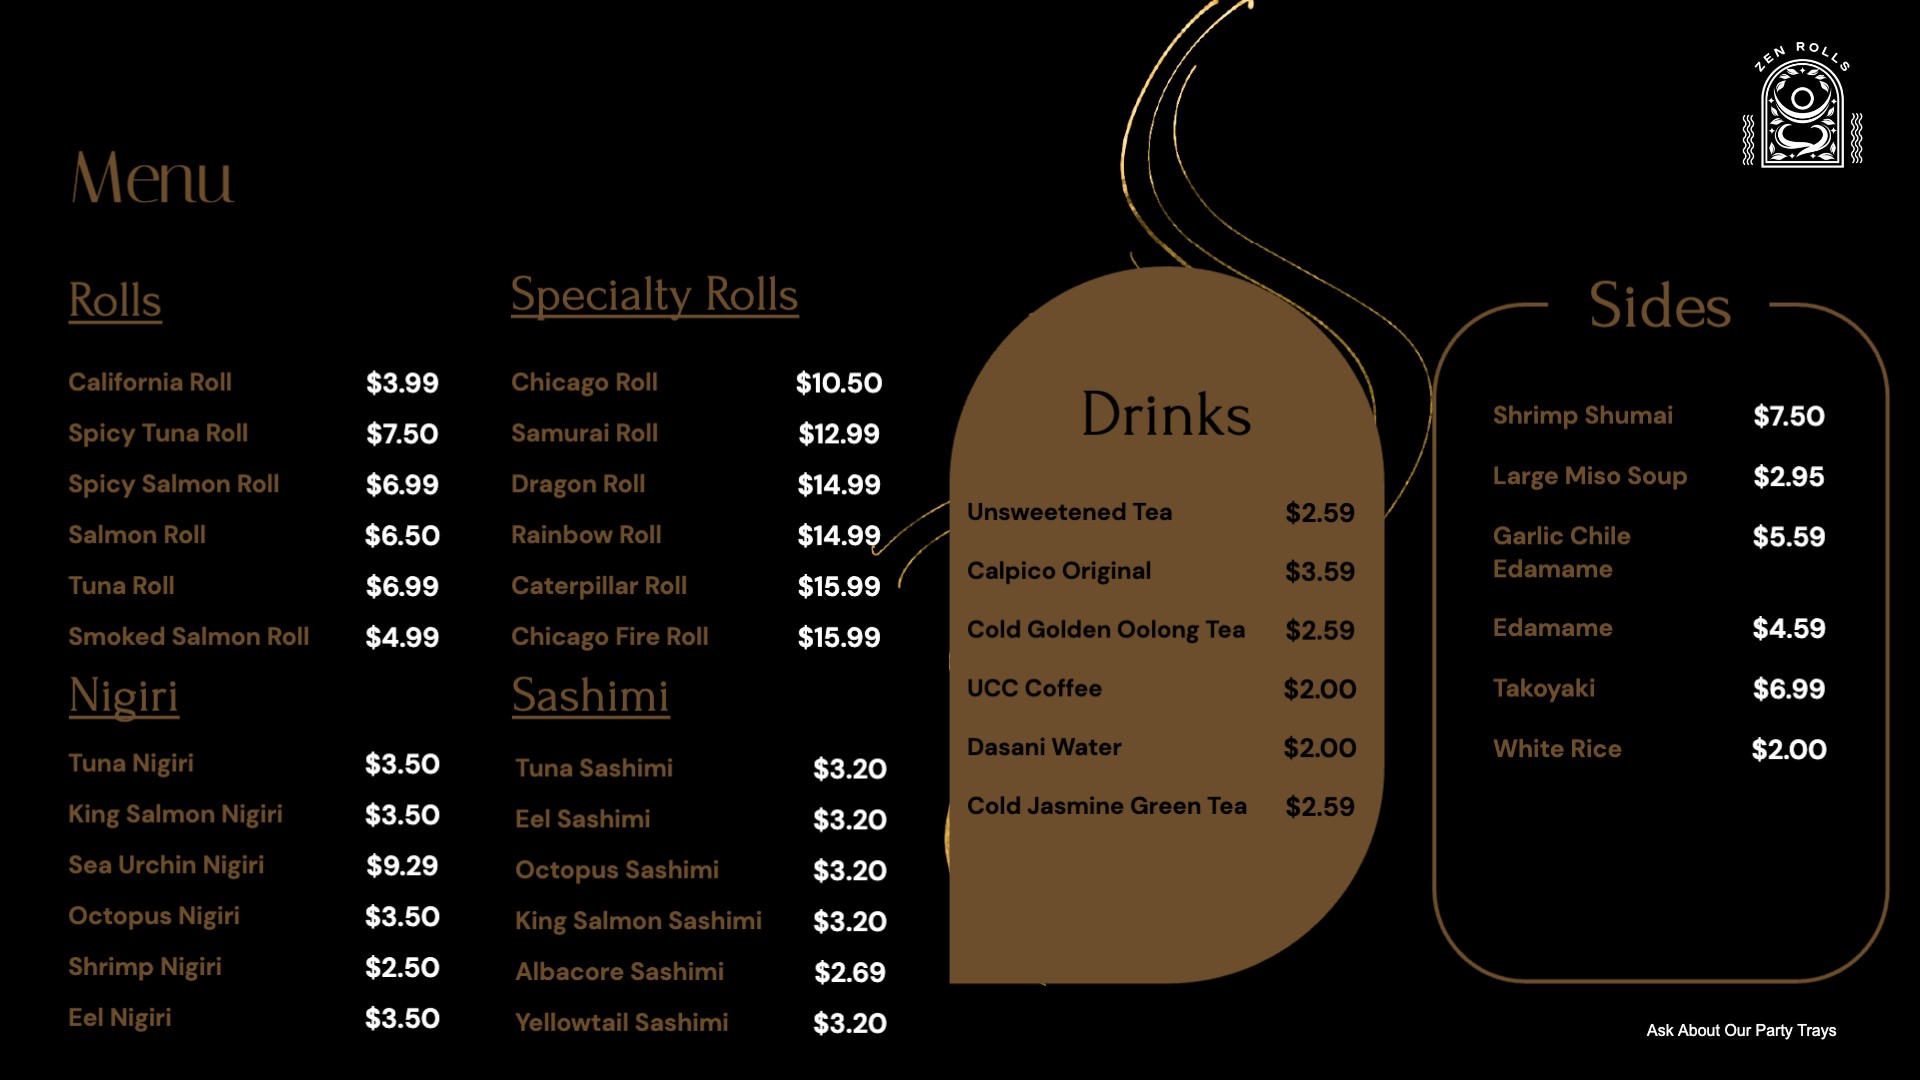 ZEN ROLLS
Menu
Rolls
California Roll $3.99
Spicy Tuna Roll $7.50
Spicy Salmon Roll $6.99
Salmon Roll $6.50
Tuna Roll $6.99
Smoked Salmon Roll $4.99
Nigiri
Tuna Nigiri $3.50
King Salmon Nigiri $3.50
Sea Urchin Nigiri $9.29
Octopus Nigiri $3.50
Shrimp Nigiri $2.50
Eel Nigiri $3.50
Specialty Rolls
Chicago Roll $10.50
Samurai Roll $12.99
Dragon Roll $14.99
Rainbow Roll $14.99
Caterpillar Roll $15.99
Chicago Fire Roll $15.99
Sashimi
Tuna Sashimi $3.20
Eel Sashimi $3.20
Octopus Sashimi $3.20
King Salmon Sashimi $3.20
Albacore Sashimi $2.69
Yellowtail Sashimi $3.20
Drinks
Unsweetened Tea $2.59
Calpico Original $3.59
Cold Golden Oolong Tea $2.59
UCC Coffee $2.00
Dasani Water $2.00
Cold Jasmine Green Tea $2.59
Sides
Shrimp Shumai $7.50
Large Miso Soup $2.95
Garlic Chile $5.59
Edamame
Edamame $4.59
Takoyaki $6.99
White Rice $2.00
Ask About Our Party Trays